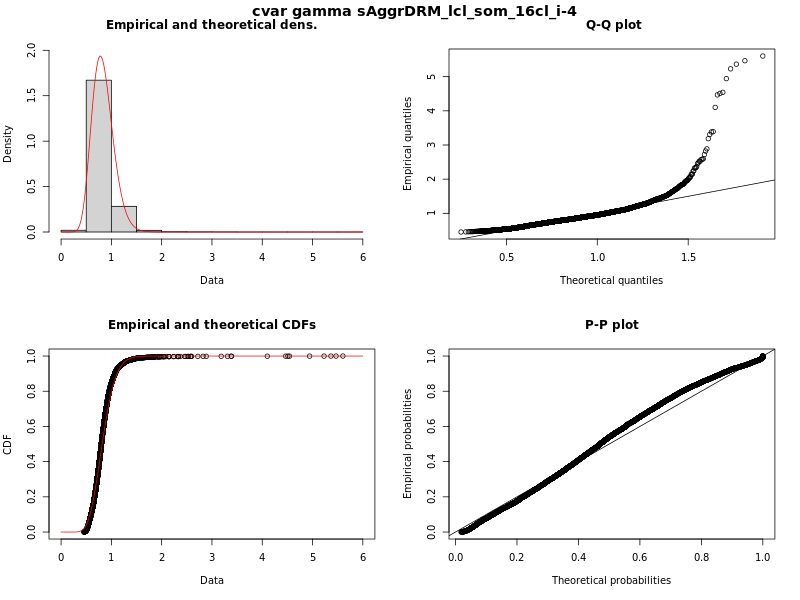 cvar gamma sAggrDRM_lcl_som_16cl_i-4
Empirical and theoretical dens.
Density
0.0 0.5 1.0 1.5 2.0
0 1 2 3 4 5 6
Data
Q-Q plot
Empirical quantiles
1 2 3 4 5
0.5 1.0 1.5
Theoretical quantiles
Empirical and theoretical CDFs
CDF
0.0 0.2 0.4 0.6 0.8 1.0
0 1 2 3 4 5 6
Data
P-P plot
Empirical probabilities
0.0 0.2 0.4 0.6 0.8 1.0
0.0 0.2 0.4 0.6 0.8 1.0
Theoretical probabilities